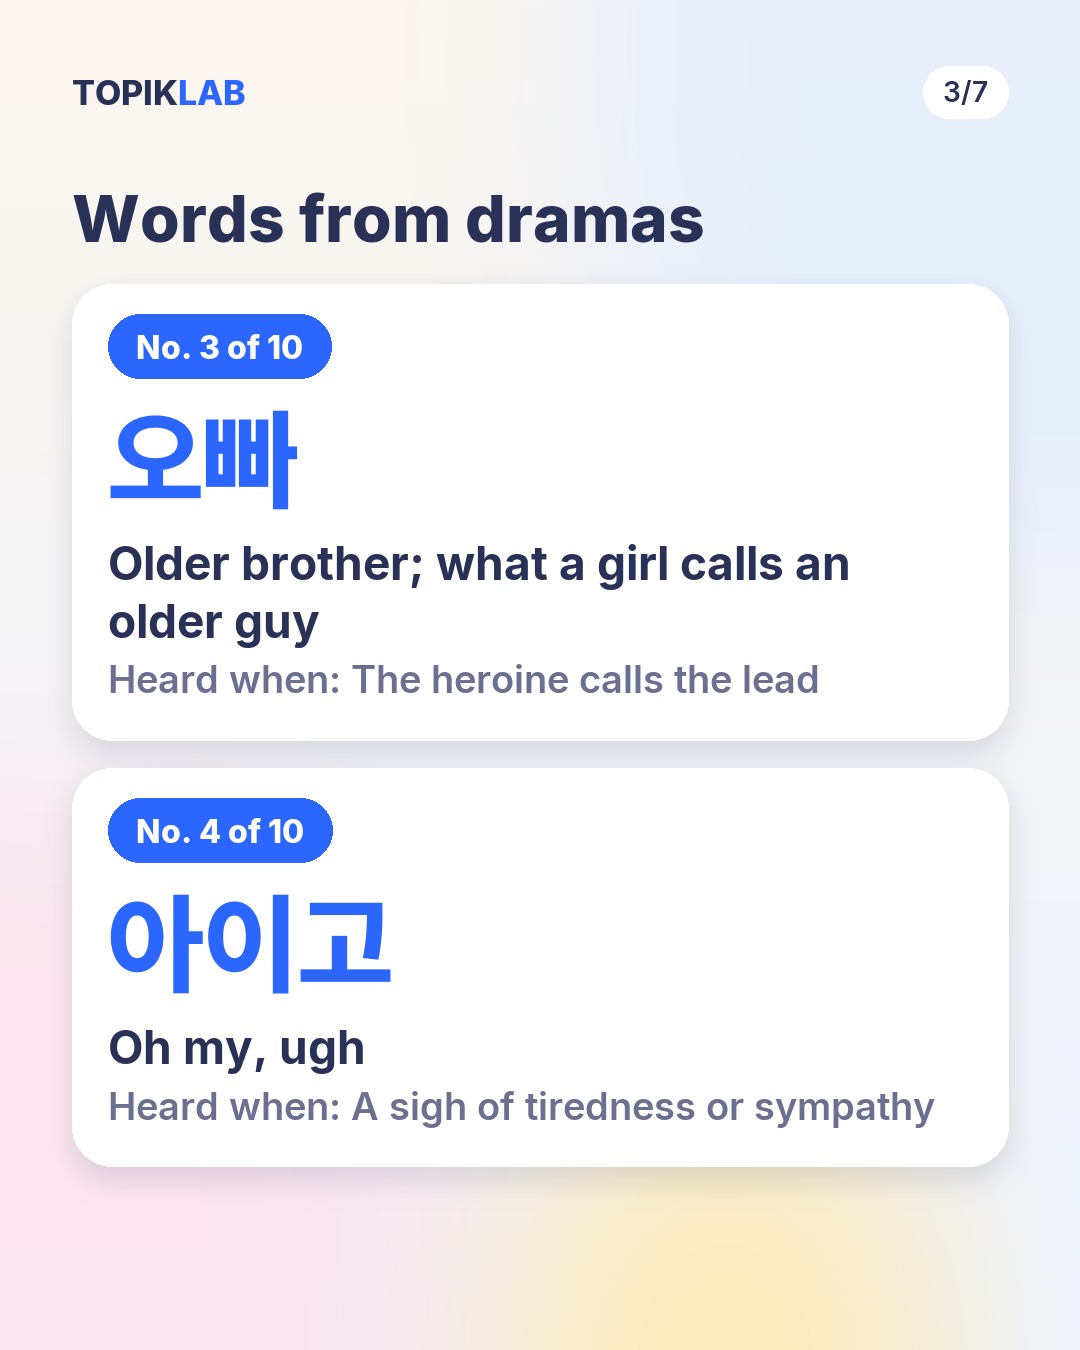 TOPIKLAB
3/7
Words from dramas
No. 3 of 10
오빠
Older brother; what a girl calls an
older guy
Heard when: The heroine calls the lead
No. 4 of 10
아이고
Oh my, ugh
Heard when: A sigh of tiredness or sympathy